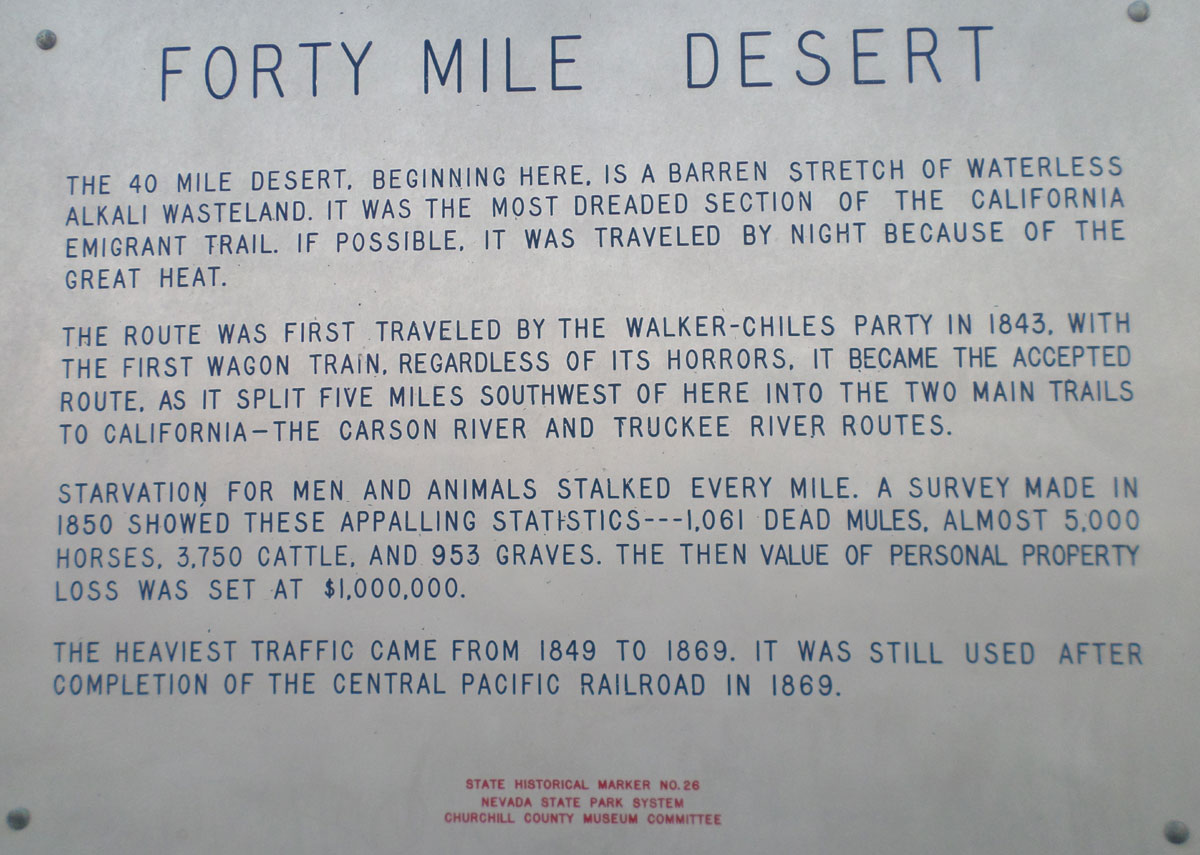 FORTY MILE DESERT
THE 40 MILE DESERT, BEGINNING HERE, IS A BARREN STRETCH OF WATERLESS
ALKALI WASTELAND. IT WAS THE MOST DREADED SECTION OF THE CALIFORNIA
EMIGRANT TRAIL. IF POSSIBLE, IT WAS TRAVELED BY NIGHT BECAUSE OF THE
GREAT HEAT.
THE ROUTE WAS FIRST TRAVELED BY THE WALKER-CHILES PARTY IN 1843, WITH
THE FIRST WAGON TRAIN, REGARDLESS OF ITS HORRORS, IT BECAME THE ACCEPTED
ROUTE, AS IT SPLIT FIVE MILES SOUTHWEST OF HERE INTO THE TWO MAIN TRAILS
TO CALIFORNIA-THE CARSON RIVER AND TRUCKEE RIVER ROUTES.
STARVATION FOR MEN AND ANIMALS STALKED EVERY MILE. A SURVEY MADE IN
1850 SHOWED THESE APPALLING STATISTICS---1,061 DEAD MULES, ALMOST 5,000
HORSES, 3,750 CATTLE, AND 953 GRAVES. THE THEN VALUE OF PERSONAL PROPERTY
LOSS WAS SET AT $1,000,000.
THE HEAVIEST TRAFFIC CAME FROM 1849 TO 1869. IT WAS STILL USED AFTER
COMPLETION OF THE CENTRAL PACIFIC RAILROAD IN 1869.
STATE HISTORICAL MARKER NO. 26
NEVADA STATE PARK SYSTEM
CHURCHILL COUNTY MUSEUM COMMITTEE